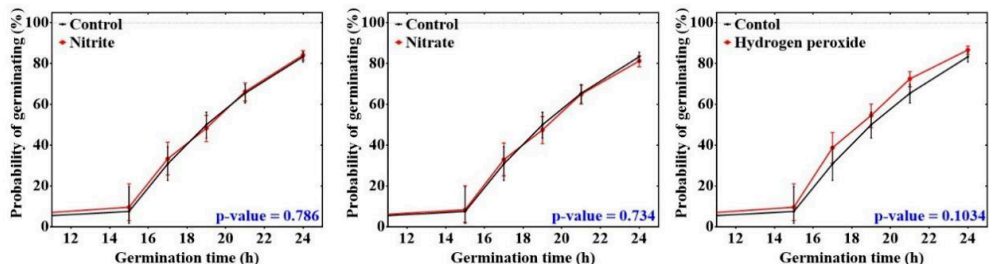 Probability of germinating (%)
100
80
60
40
20
0
Control
Nitrite
p-value = 0.786
12 14 16 18 20 22 24
Germination time (h)
Probability of germinating (%)
100
80
60
40
20
0
Control
Nitrate
p-value = 0.734
12 14 16 18 20 22 24
Germination time (h)
Probability of germinating (%)
100
80
60
40
20
0
Contol
Hydrogen peroxide
p-value = 0.1034
12 14 16 18 20 22 24
Germination time (h)